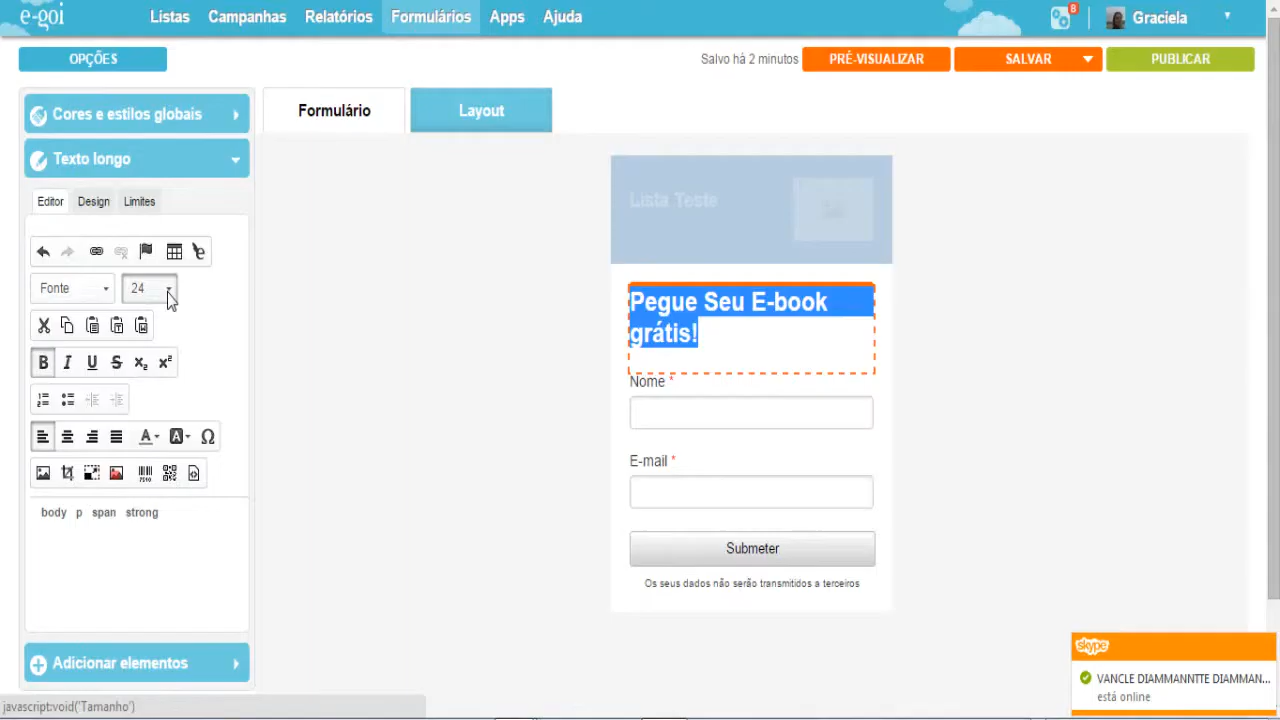 e-goi
Listas
Campanhas
Relatórios
Formulários
Apps
Ajuda
8
Graciela
OPÇÕES
Salvo há 2 minutos
PRÉ-VISUALIZAR
SALVAR
PUBLICAR
Cores e estilos globais
Texto longo
Formulário
Layout
Editor
Design
Limites
Fonte
24
B I U S x₂ x²
A A Ω
body p span strong
Adicionar elementos
Lista Teste
Pegue Seu E-book
grátis!
Nome *
E-mail *
Submeter
Os seus dados não serão transmitidos a terceiros
skype
VANCLE DIAMMANNTTE DIAMMAN...
está online
javascript:void('Tamanho')